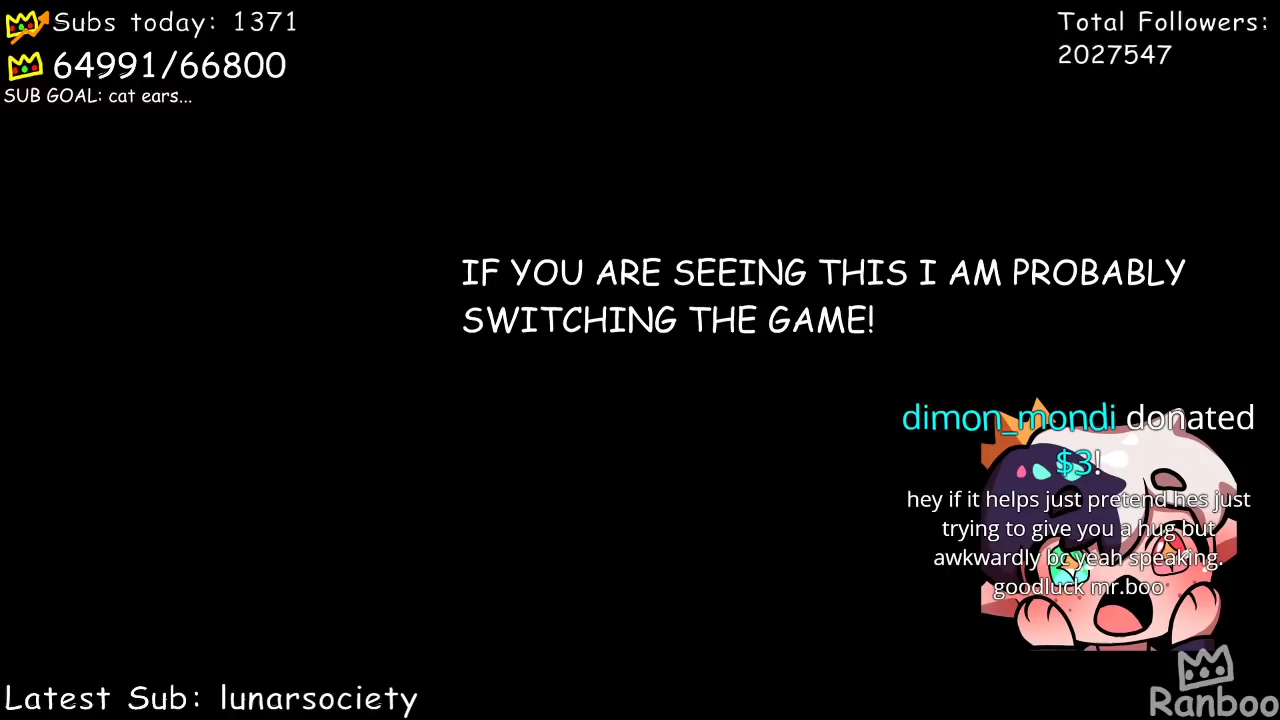 Subs today: 1371
64991/66800
SUB GOAL: cat ears...
Total Followers:
2027547
IF YOU ARE SEEING THIS I AM PROBABLY
SWITCHING THE GAME!
dimon_mondi donated
$3!
hey if it helps just pretend hes just
trying to give you a hug but
awkwardly bc yeah speaking.
goodluck mr.boo
Latest Sub: lunarsociety
Ranboo